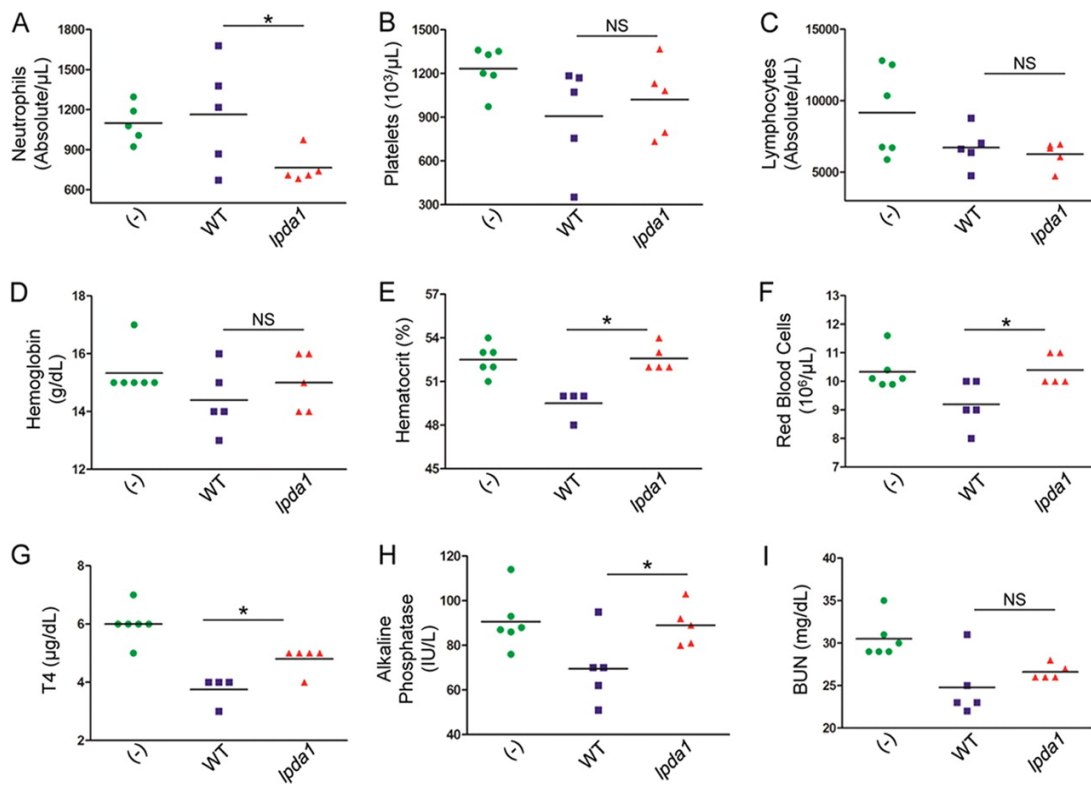 A
Neutrophils
(Absolute/µL)
1800
1500
1200
900
600
*
(-)
WT
lpda1
B
Platelets (10³/µL)
1500
1200
900
600
300
NS
(-)
WT
lpda1
C
Lymphocytes
(Absolute/µL)
15000
10000
5000
NS
(-)
WT
lpda1
D
Hemoglobin
(g/dL)
18
16
14
12
NS
(-)
WT
lpda1
E
Hematocrit (%)
57
54
51
48
45
*
(-)
WT
lpda1
F
Red Blood Cells
(10⁶/µL)
13
12
11
10
9
8
7
*
(-)
WT
lpda1
G
T4 (µg/dL)
8
6
4
2
*
(-)
WT
lpda1
H
Alkaline
Phosphatase
(IU/L)
120
100
80
60
40
*
(-)
WT
lpda1
I
BUN (mg/dL)
40
35
30
25
20
NS
(-)
WT
lpda1